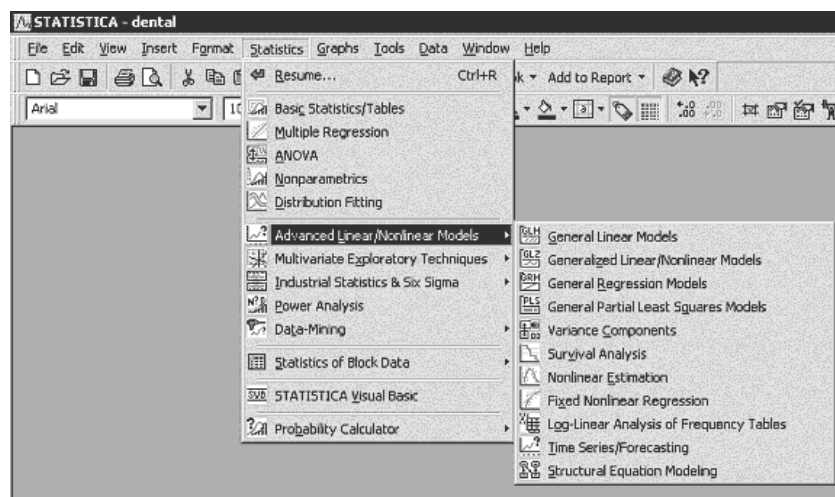 STATISTICA - dental
File Edit View Insert Format Statistics Graphs Tools Data Window Help
Resume... Ctrl+R
Add to Report
Arial
Basic Statistics/Tables
Multiple Regression
ANOVA
Nonparametrics
Distribution Fitting
Advanced Linear/Nonlinear Models
Multivariate Exploratory Techniques
Industrial Statistics & Six Sigma
Power Analysis
Data-Mining
Statistics of Block Data
STATISTICA Visual Basic
Probability Calculator
General Linear Models
Generalized Linear/Nonlinear Models
General Regression Models
General Partial Least Squares Models
Variance Components
Survival Analysis
Nonlinear Estimation
Fixed Nonlinear Regression
Log-Linear Analysis of Frequency Tables
Time Series/Forecasting
Structural Equation Modeling